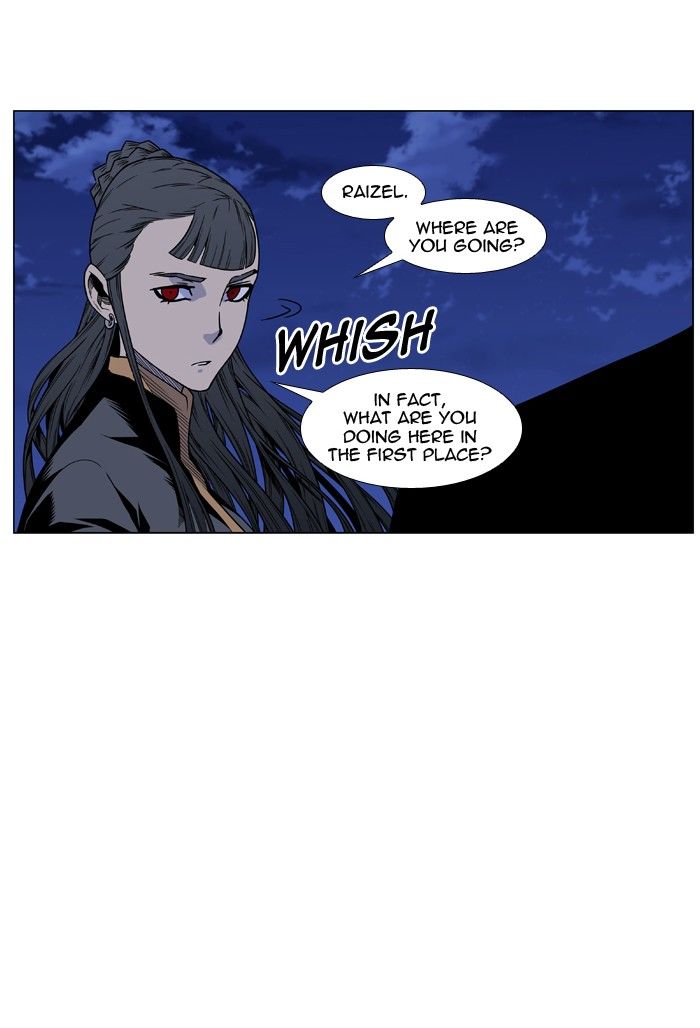 RAIZEL.
WHERE ARE
YOU GOING?
WHISH
IN FACT,
WHAT ARE YOU
DOING HERE IN
THE FIRST PLACE?